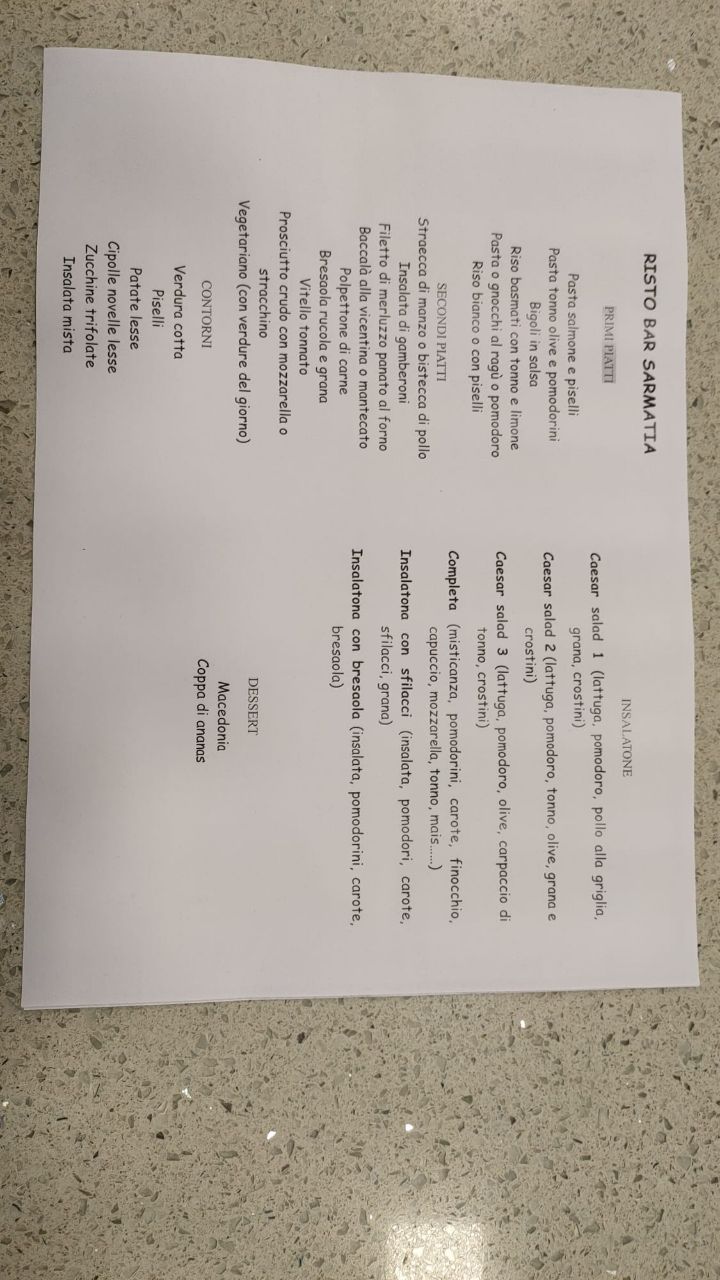 RISTO BAR SARMATIA
PRIMI PIATTI
Pasta salmone e piselli
Pasta tonno olive e pomodorini
Bigoli in salsa
Riso basmati con tonno e limone
Pasta o gnocchi al ragù o pomodoro
Riso bianco o con piselli
SECONDI PIATTI
Straecca di manzo o bistecca di pollo
Insalata di gamberoni
Filetto di merluzzo panato al forno
Baccalà alla vicentina o mantecato
Polpettone di carne
Bresaola rucola e grana
Vitello tonnato
Prosciutto crudo con mozzarella o
stracchino
Vegetariano (con verdure del giorno)
CONTORNI
Verdura cotta
Piselli
Patate lesse
Cipolle novelle lesse
Zucchine trifolate
Insalata mista
INSALATONE
Caesar salad 1 (lattuga, pomodoro, pollo alla griglia,
grana, crostini)
Caesar salad 2 (lattuga, pomodoro, tonno, olive, grana e
crostini)
Caesar salad 3 (lattuga, pomodoro, olive, carpaccio di
tonno, crostini)
Completa (misticanza, pomodorini, carote, finocchio,
capuccio, mozzarella, tonno, mais......)
Insalatona con sfilacci (insalata, pomodori, carote,
sfilacci, grana)
Insalatona con bresaola (insalata, pomodorini, carote,
bresaola)
DESSERT
Macedonia
Coppa di ananas